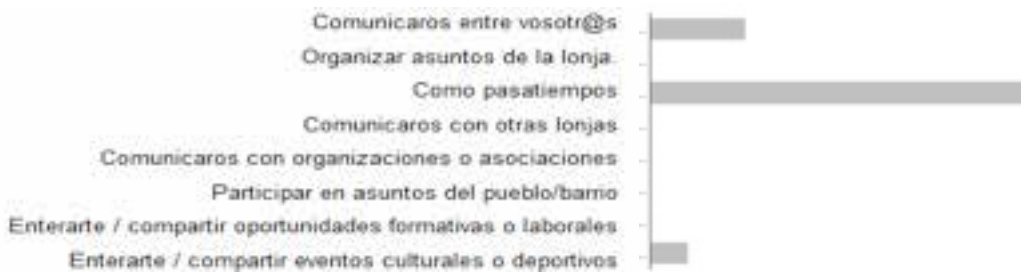 Comunicaros entre vosotr@s
Organizar asuntos de la lonja.
Como pasatiempos
Comunicaros con otras lonjas
Comunicaros con organizaciones o asociaciones
Participar en asuntos del pueblo/barrio
Enterarte / compartir oportunidades formativas o laborales
Enterarte / compartir eventos culturales o deportivos